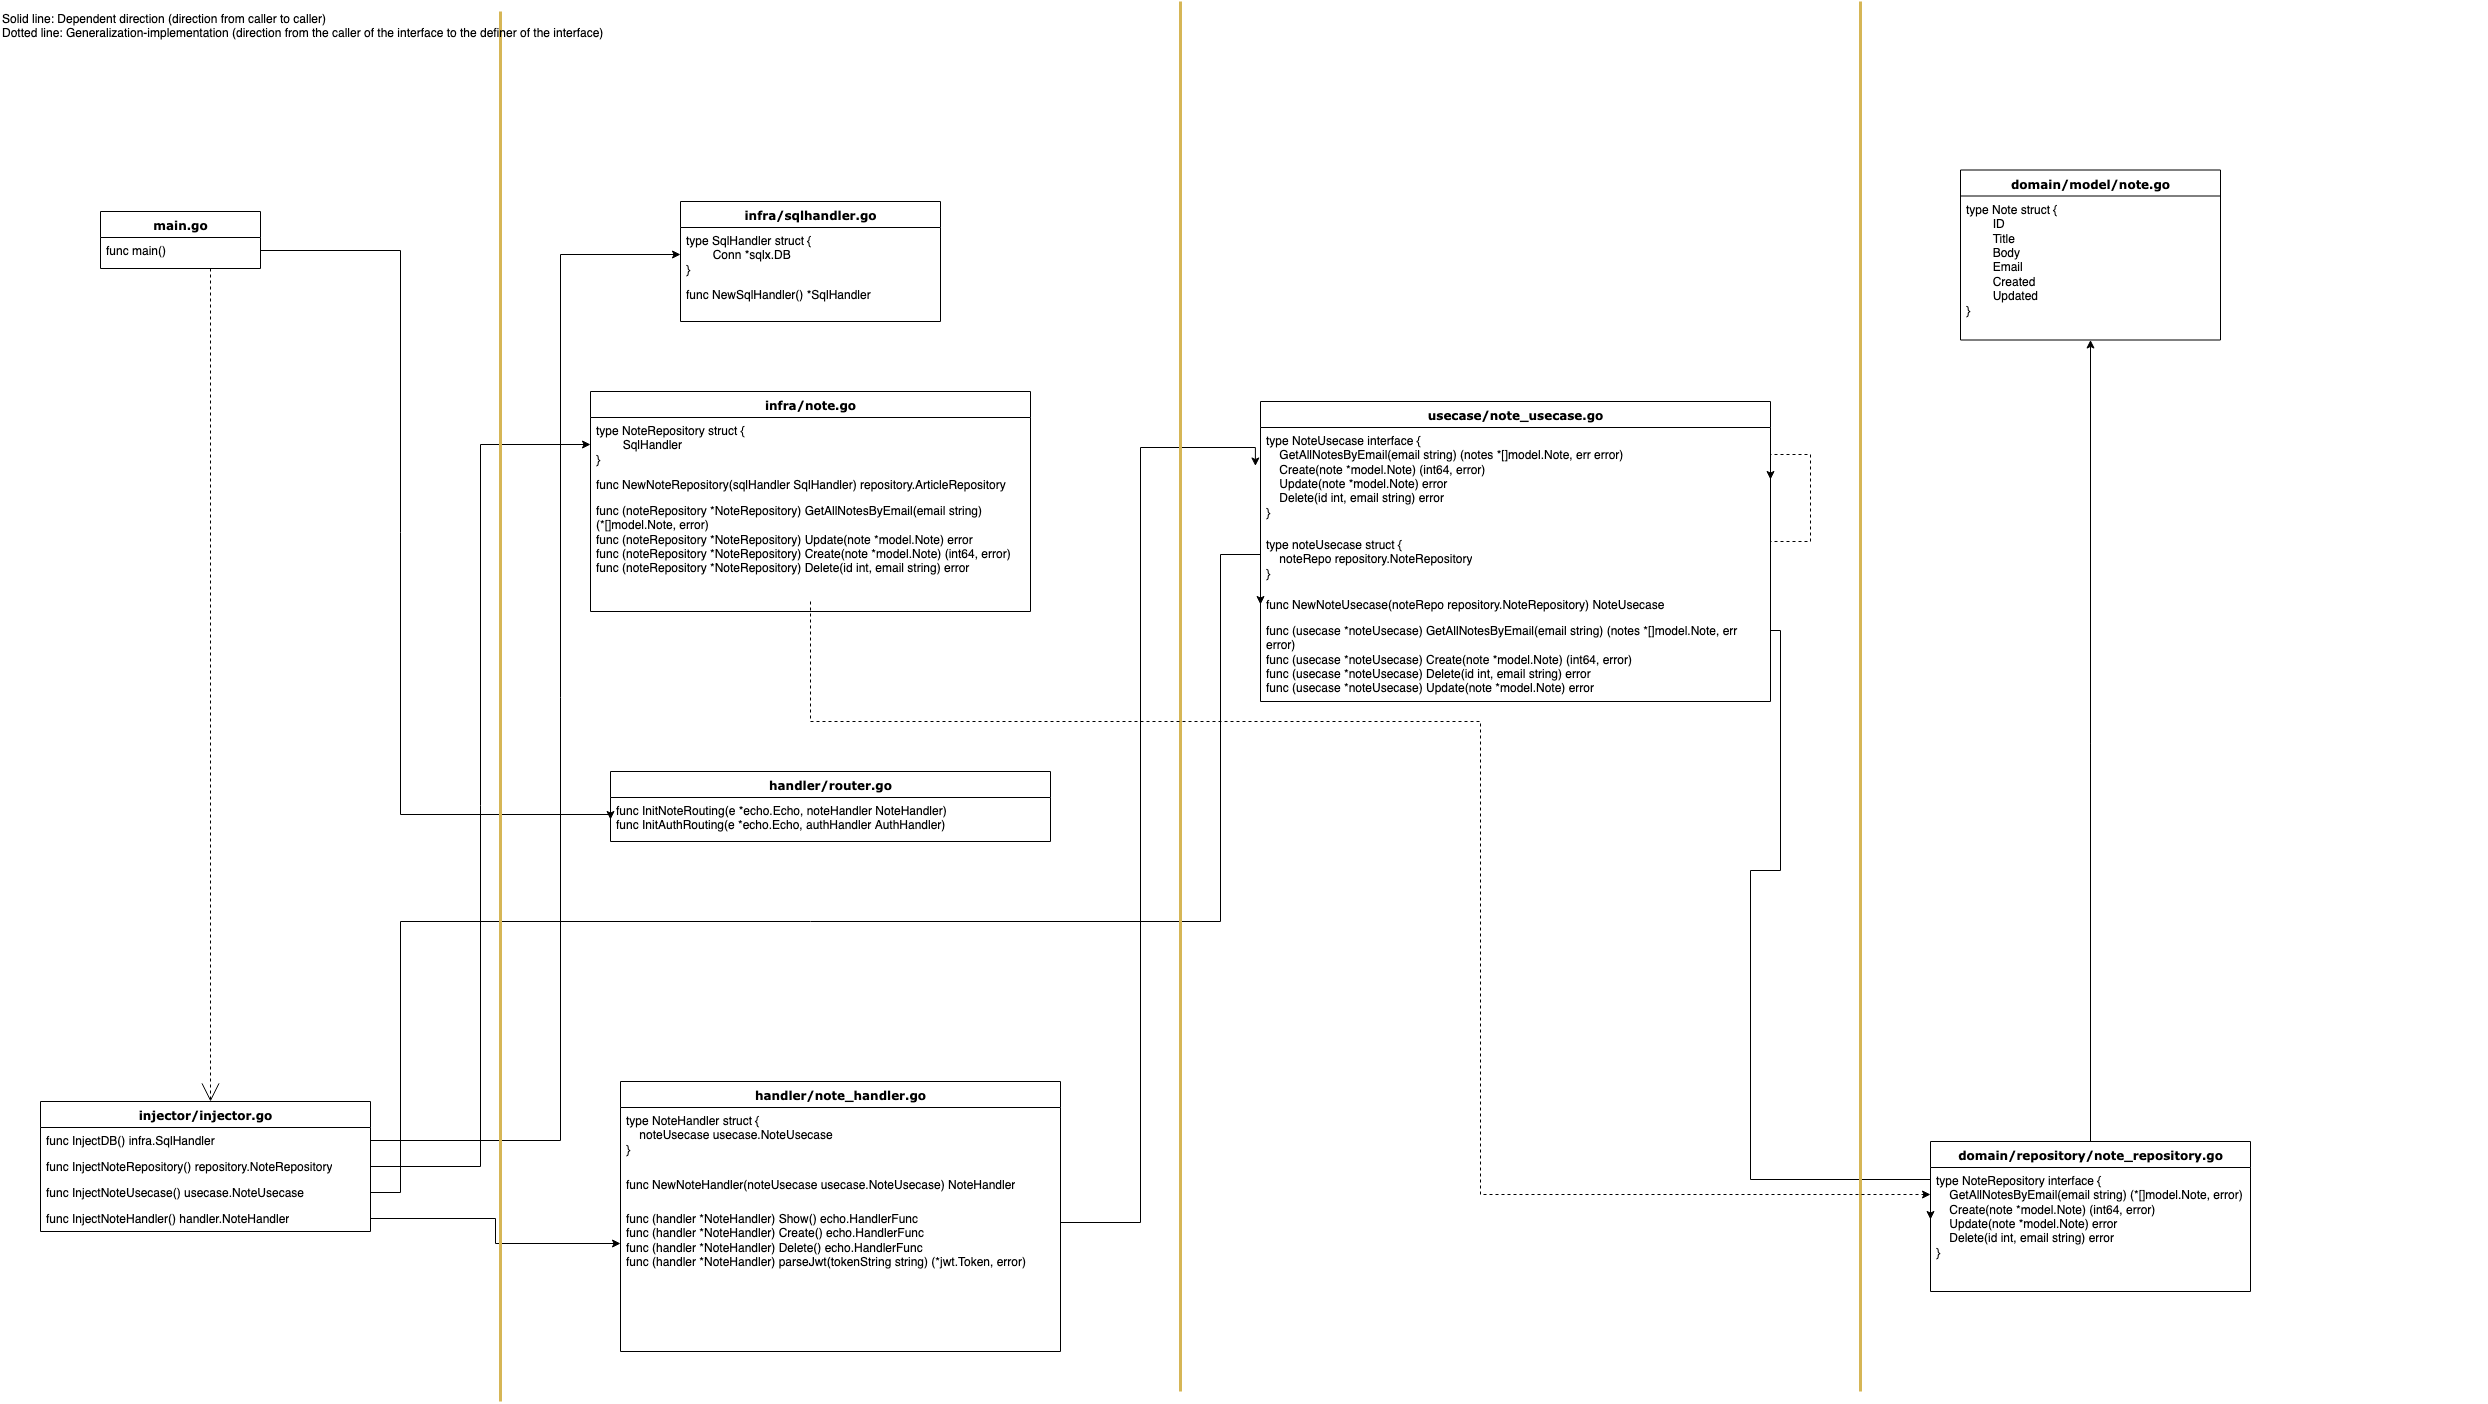 Solid line: Dependent direction (direction from caller to caller)
Dotted line: Generalization-implementation (direction from the caller of the interface to the definer of the interface)
main.go
func main()
injector/injector.go
func InjectDB() infra.SqlHandler
func InjectNoteRepository() repository.NoteRepository
func InjectNoteUsecase() usecase.NoteUsecase
func InjectNoteHandler() handler.NoteHandler
infra/sqlhandler.go
type SqlHandler struct {
Conn *sqlx.DB
}
func NewSqlHandler() *SqlHandler
infra/note.go
type NoteRepository struct {
SqlHandler
}
func NewNoteRepository(sqlHandler SqlHandler) repository.ArticleRepository
func (noteRepository *NoteRepository) GetAllNotesByEmail(email string)
(*[]model.Note, error)
func (noteRepository *NoteRepository) Update(note *model.Note) error
func (noteRepository *NoteRepository) Create(note *model.Note) (int64, error)
func (noteRepository *NoteRepository) Delete(id int, email string) error
handler/router.go
func InitNoteRouting(e *echo.Echo, noteHandler NoteHandler)
func InitAuthRouting(e *echo.Echo, authHandler AuthHandler)
handler/note_handler.go
type NoteHandler struct {
noteUsecase usecase.NoteUsecase
}
func NewNoteHandler(noteUsecase usecase.NoteUsecase) NoteHandler
func (handler *NoteHandler) Show() echo.HandlerFunc
func (handler *NoteHandler) Create() echo.HandlerFunc
func (handler *NoteHandler) Delete() echo.HandlerFunc
func (handler *NoteHandler) parseJwt(tokenString string) (*jwt.Token, error)
usecase/note_usecase.go
type NoteUsecase interface {
GetAllNotesByEmail(email string) (notes *[]model.Note, err error)
Create(note *model.Note) (int64, error)
Update(note *model.Note) error
Delete(id int, email string) error
}
type noteUsecase struct {
noteRepo repository.NoteRepository
}
func NewNoteUsecase(noteRepo repository.NoteRepository) NoteUsecase
func (usecase *noteUsecase) GetAllNotesByEmail(email string) (notes *[]model.Note, err
error)
func (usecase *noteUsecase) Create(note *model.Note) (int64, error)
func (usecase *noteUsecase) Delete(id int, email string) error
func (usecase *noteUsecase) Update(note *model.Note) error
domain/model/note.go
type Note struct {
ID
Title
Body
Email
Created
Updated
}
domain/repository/note_repository.go
type NoteRepository interface {
GetAllNotesByEmail(email string) (*[]model.Note, error)
Create(note *model.Note) (int64, error)
Update(note *model.Note) error
Delete(id int, email string) error
}